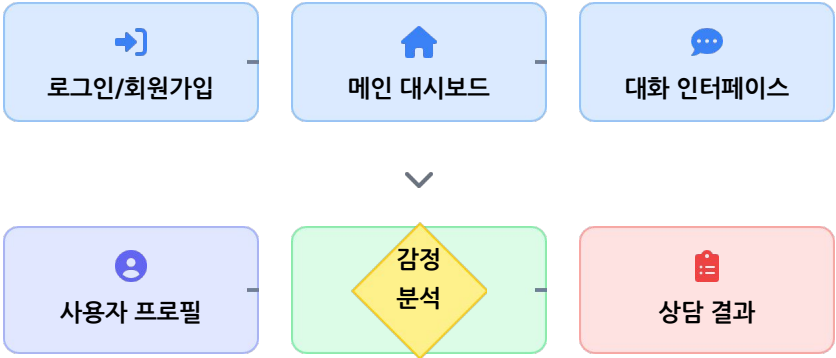 로그인/회원가입
메인 대시보드
대화 인터페이스
사용자 프로필
감정
분석
상담 결과